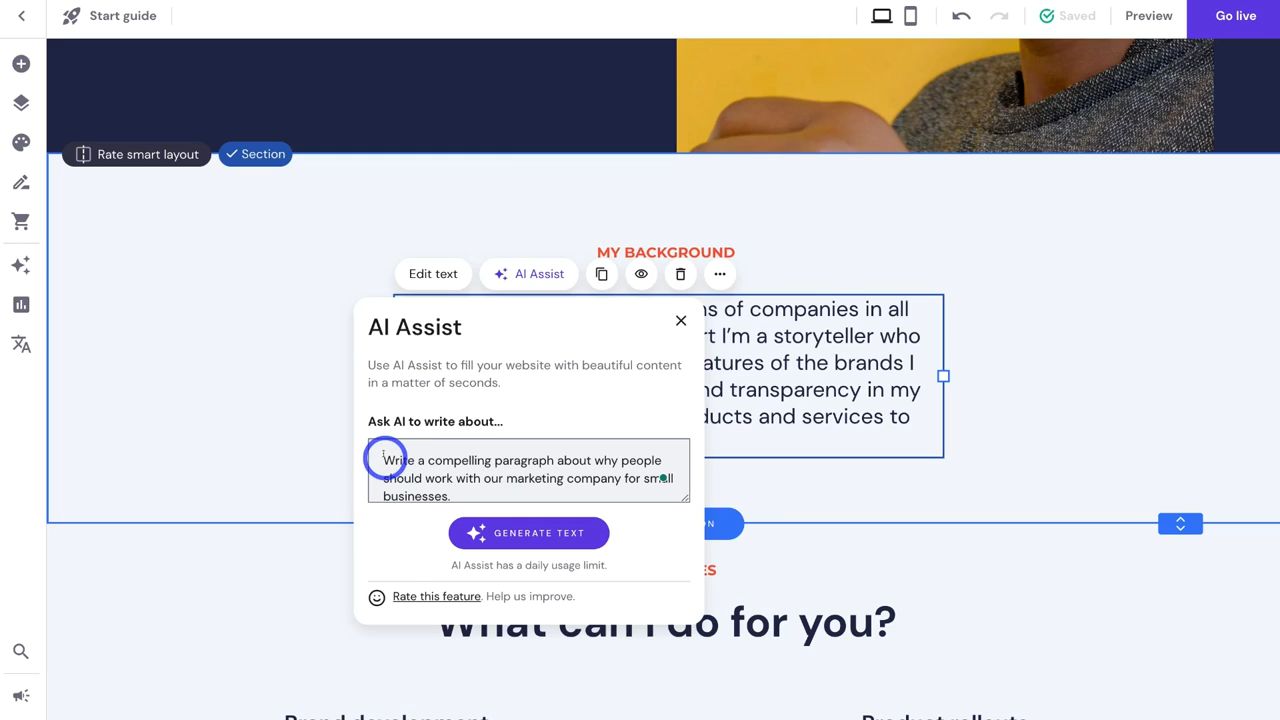 Start guide
Saved
Preview
Go live
Rate smart layout
Section
MY BACKGROUND
Edit text
AI Assist
of companies in all
I'm a storyteller who
of the brands I
transparency in my
and services to
AI Assist
Use AI Assist to fill your website with beautiful content
in a matter of seconds.
Ask AI to write about...
Write a compelling paragraph about why people
should work with our marketing company for small
businesses.
GENERATE TEXT
AI Assist has a daily usage limit.
Rate this feature. Help us improve.
What can I do for you?
Brand development
Product rollouts